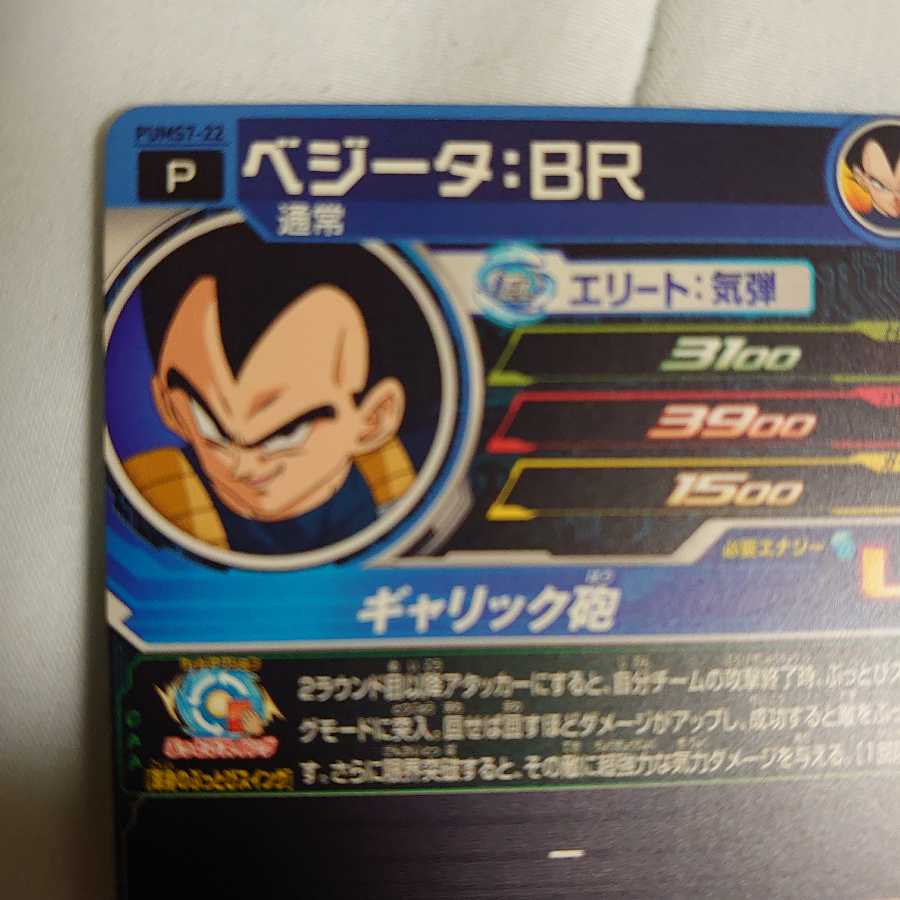 PUMS7-22
P
ベジータ:BR
通常
エリート:気弾
3100
3900
1500
必要エナジー
ギャリック砲
2ラウンド目以降アタッカーにすると、自分チームの攻撃終了時、ぶっとびス
グモードに突入。回せば回すほどダメージがアップし、成功すると敵をぶっ
す。さらに限界突破すると、その敵に超強力な気力ダメージを与える。[1回